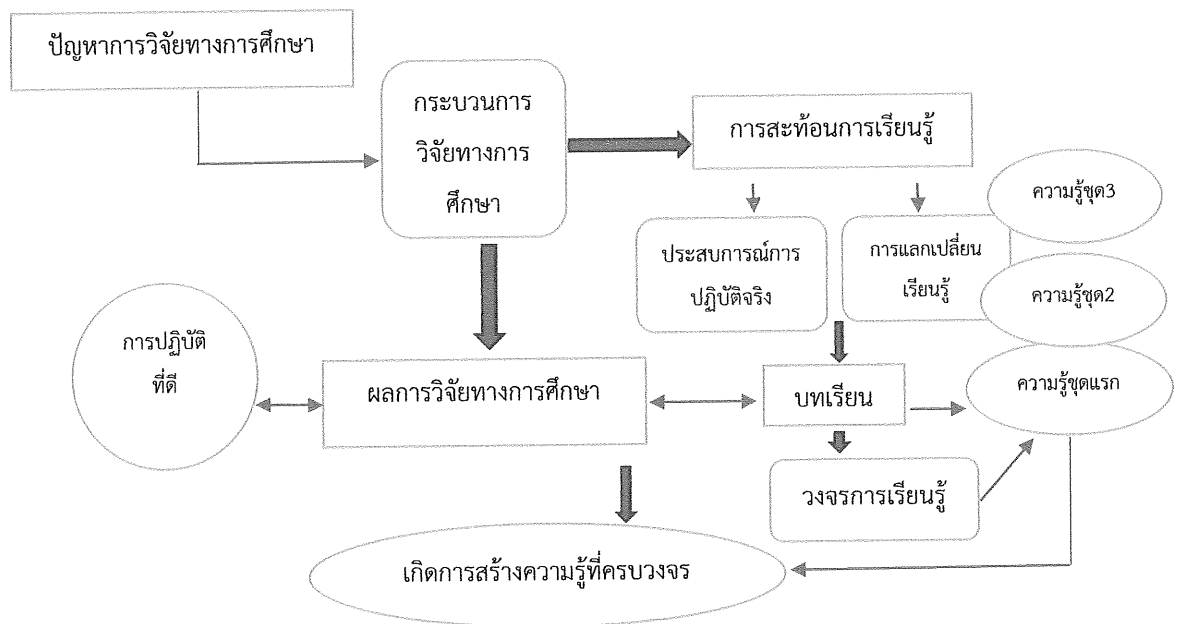 ปัญหาการวิจัยทางการศึกษา
กระบวนการ
วิจัยทางการ
ศึกษา
การสะท้อนการเรียนรู้
ความรู้ชุด3
ประสบการณ์การ
ปฏิบัติจริง
การแลกเปลี่ยน
เรียนรู้
ความรู้ชุด2
การปฏิบัติ
ที่ดี
ผลการวิจัยทางการศึกษา
บทเรียน
ความรู้ชุดแรก
วงจรการเรียนรู้
เกิดการสร้างความรู้ที่ครบวงจร